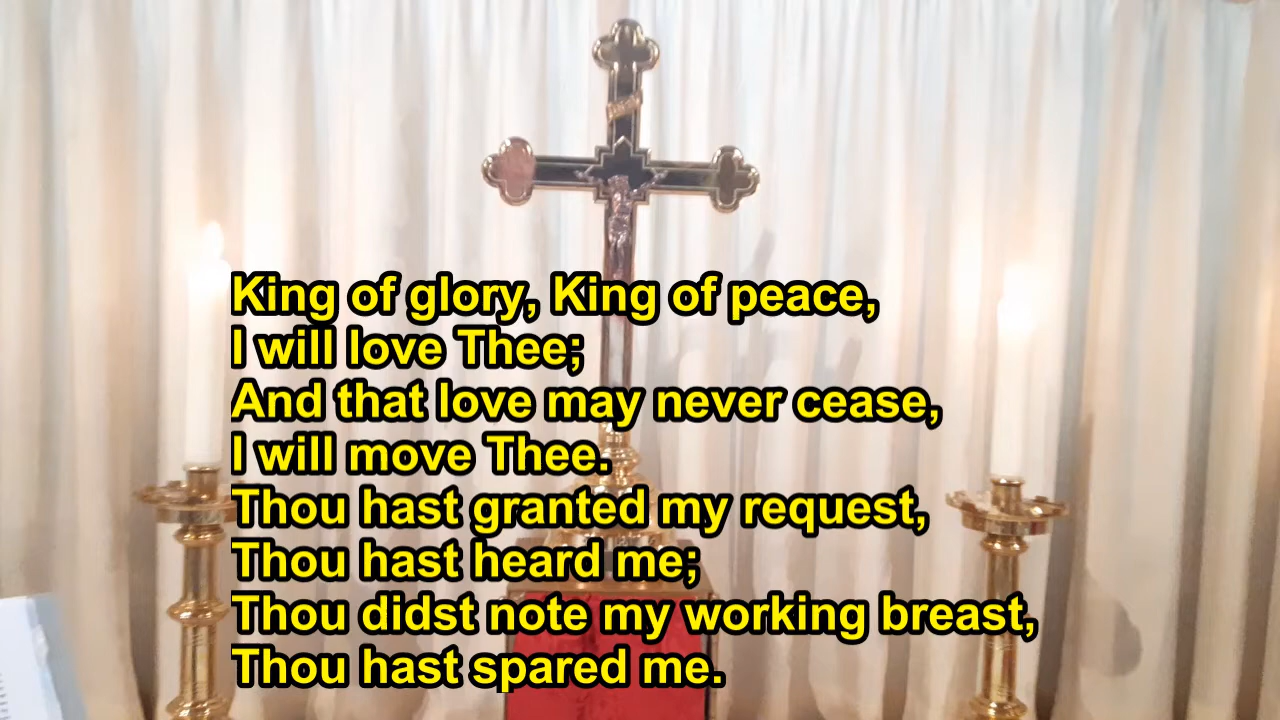 King of glory, King of peace,
I will love Thee;
And that love may never cease,
I will move Thee.
Thou hast granted my request,
Thou hast heard me;
Thou didst note my working breast,
Thou hast spared me.